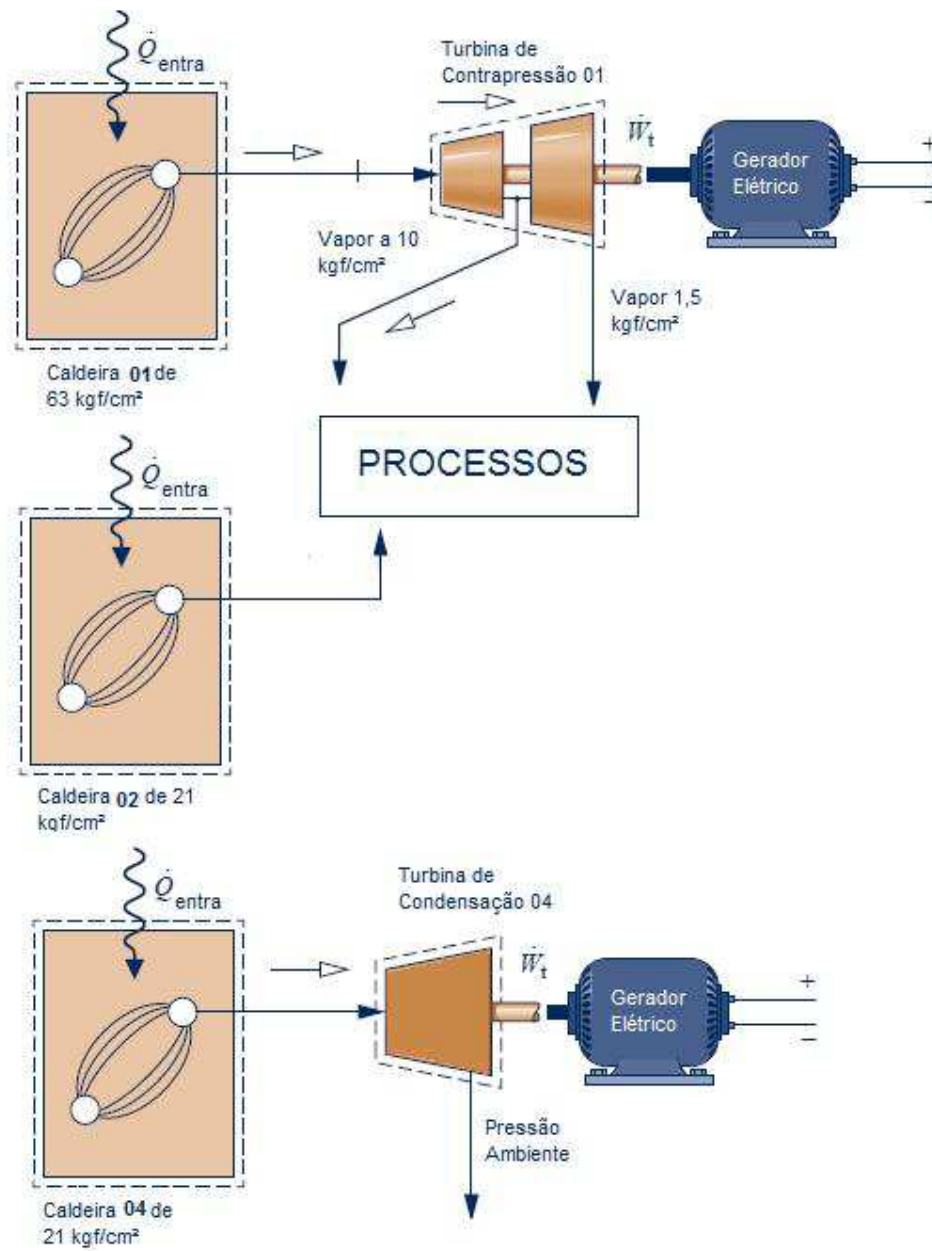 Q̇ entra
Turbina de
Contrapressão 01
Ẇt
Gerador
Elétrico
+
−
Vapor a 10
kgf/cm²
Vapor 1,5
kgf/cm²
Caldeira 01 de
63 kgf/cm²
PROCESSOS
Q̇ entra
Caldeira 02 de 21
kgf/cm²
Q̇ entra
Turbina de
Condensação 04
Ẇt
Gerador
Elétrico
+
−
Pressão
Ambiente
Caldeira 04 de
21 kgf/cm²